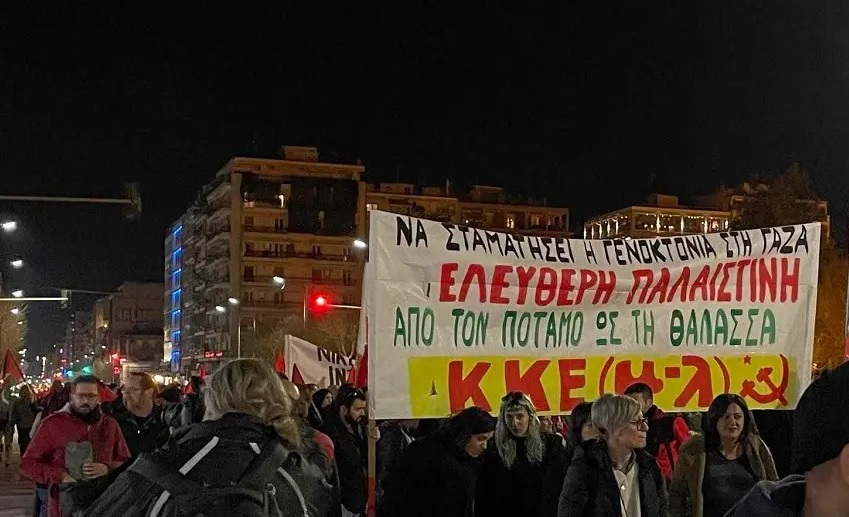 ΝΑ ΣΤΑΜΑΤΗΣΕΙ Η ΓΕΝΟΚΤΟΝΙΑ ΣΤΗ ΓΑΖΑ
ΕΛΕΥΘΕΡΗ ΠΑΛΑΙΣΤΙΝΗ
ΑΠΟ ΤΟΝ ΠΟΤΑΜΟ ΩΣ ΤΗ ΘΑΛΑΣΣΑ
ΚΚΕ(μ-λ)